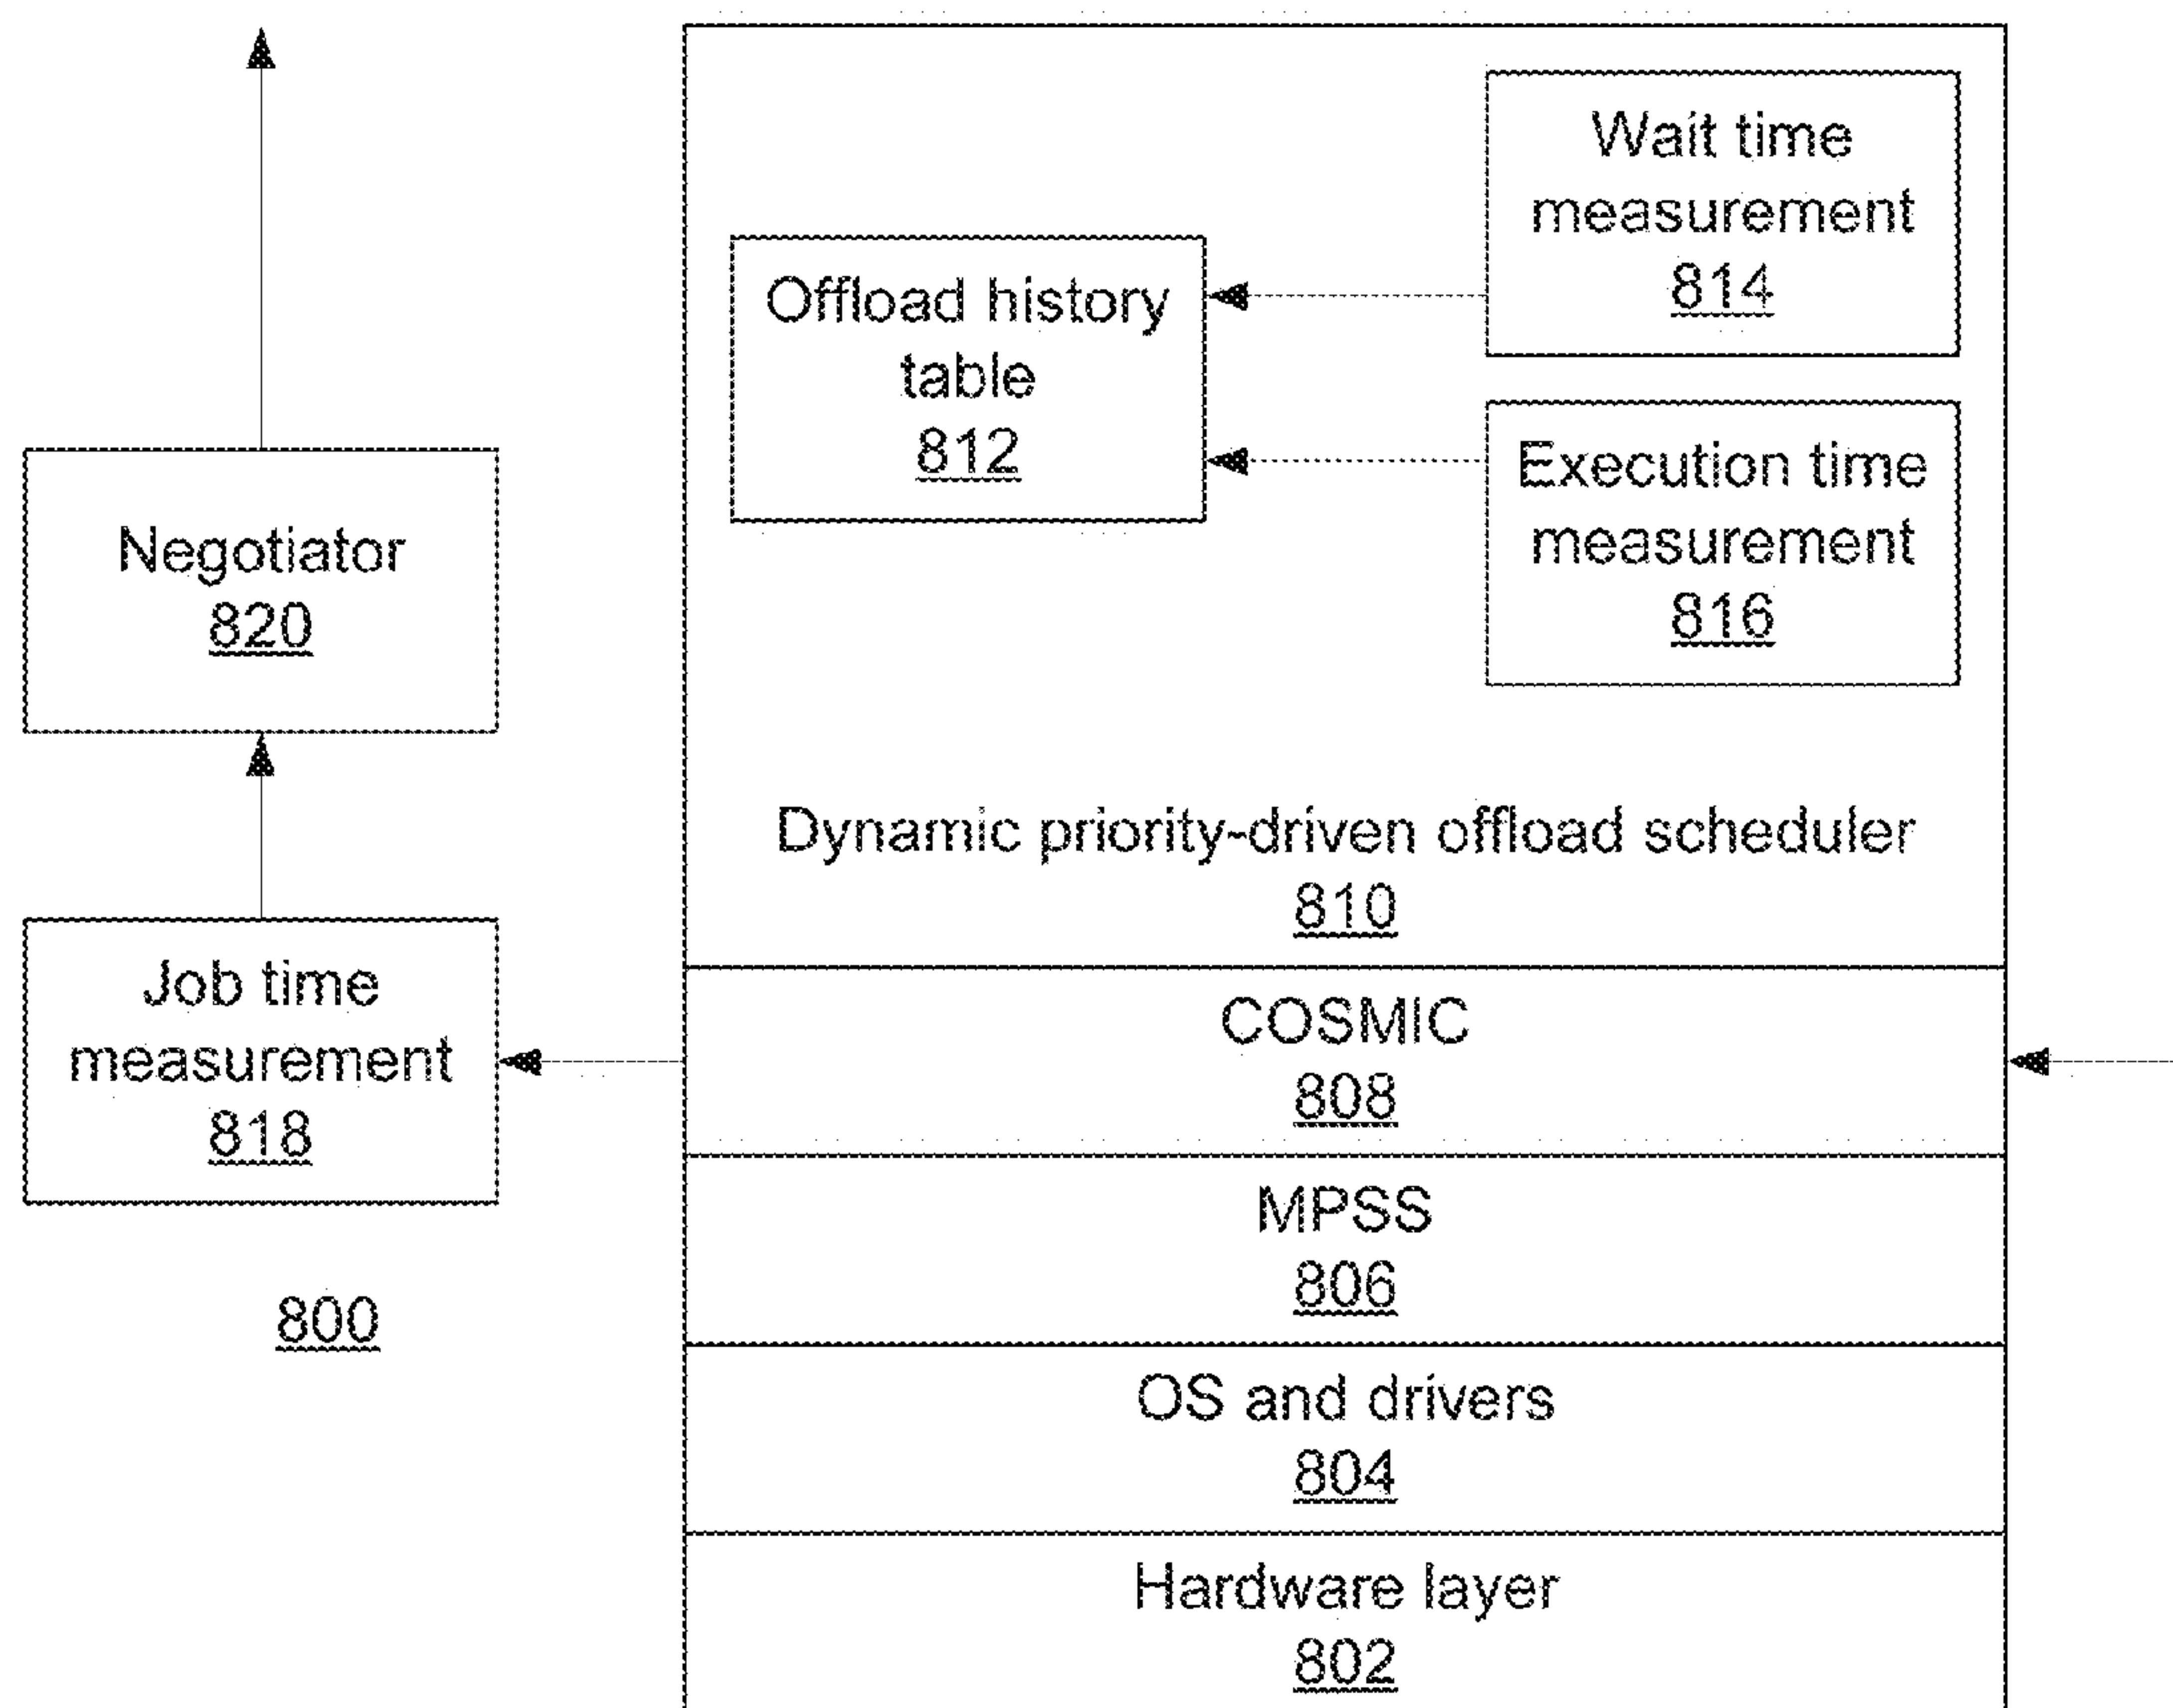 Wait time
measurement
814
Offload history
table
812
Execution time
measurement
816
Negotiator
820
Dynamic priority-driven offload scheduler
810
Job time
measurement
818
COSMIC
808
MPSS
806
800
OS and drivers
804
Hardware layer
802